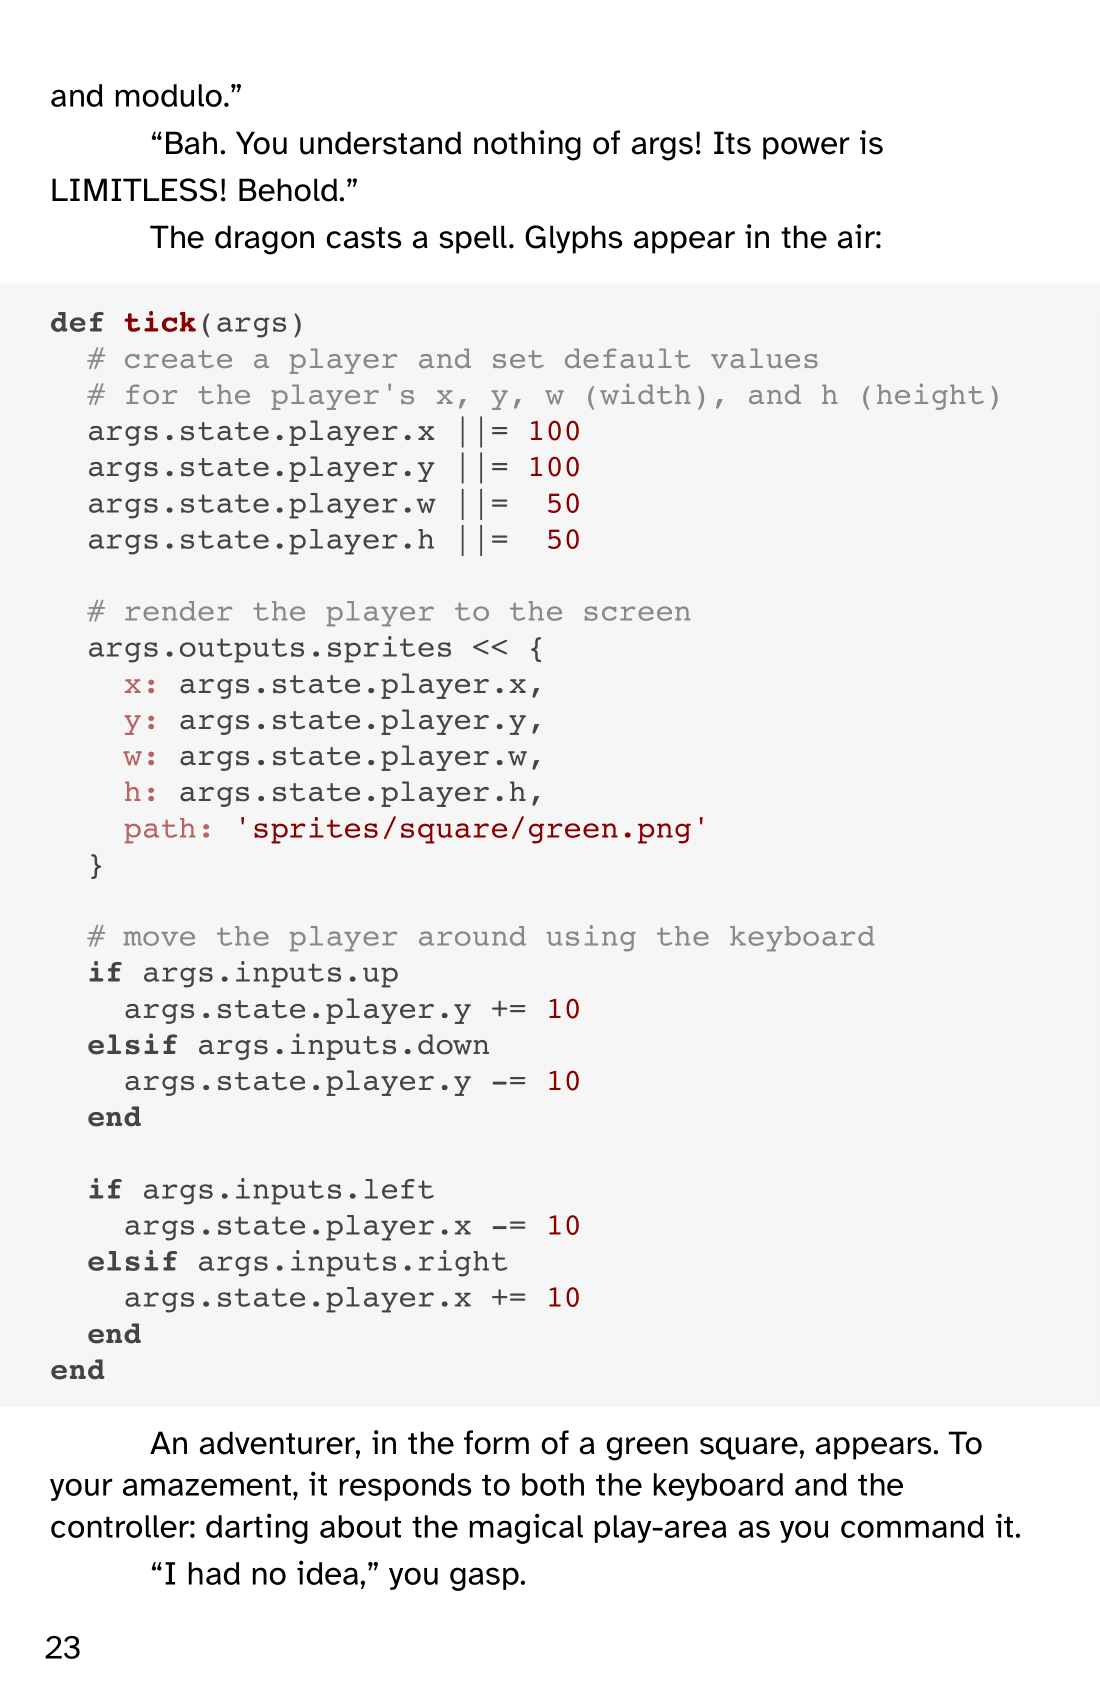 and modulo.”
“Bah. You understand nothing of args! Its power is
LIMITLESS! Behold.”
The dragon casts a spell. Glyphs appear in the air:
def tick(args)
  # create a player and set default values
  # for the player's x, y, w (width), and h (height)
  args.state.player.x ||= 100
  args.state.player.y ||= 100
  args.state.player.w ||=  50
  args.state.player.h ||=  50

  # render the player to the screen
  args.outputs.sprites << {
    x: args.state.player.x,
    y: args.state.player.y,
    w: args.state.player.w,
    h: args.state.player.h,
    path: 'sprites/square/green.png'
  }

  # move the player around using the keyboard
  if args.inputs.up
    args.state.player.y += 10
  elsif args.inputs.down
    args.state.player.y -= 10
  end

  if args.inputs.left
    args.state.player.x -= 10
  elsif args.inputs.right
    args.state.player.x += 10
  end
end
An adventurer, in the form of a green square, appears. To
your amazement, it responds to both the keyboard and the
controller: darting about the magical play-area as you command it.
“I had no idea,” you gasp.
23